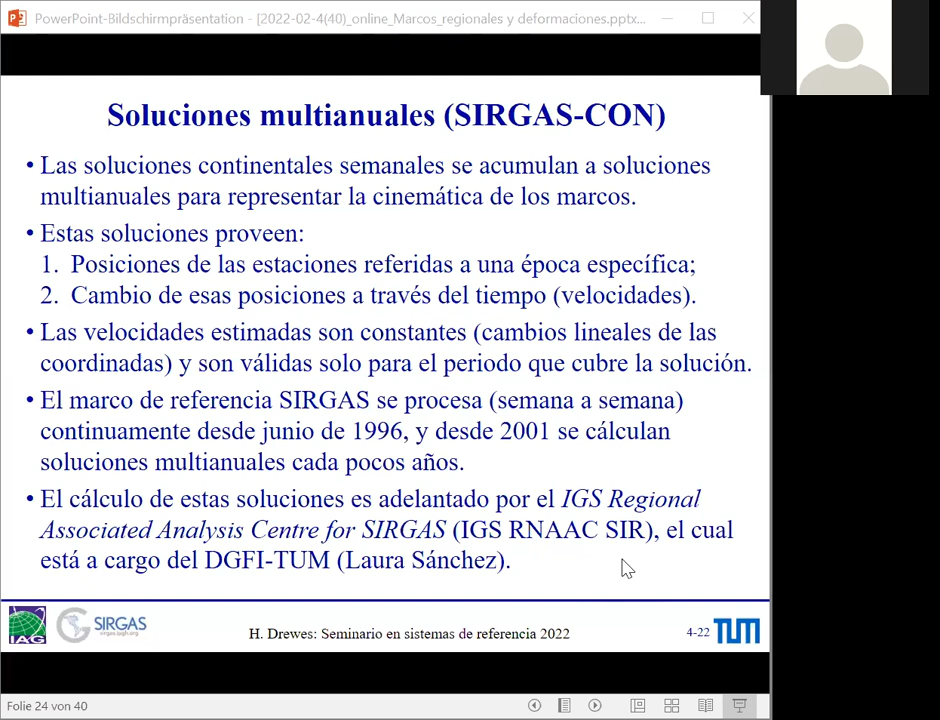 PowerPoint-Bildschirmpräsentation - [2022-02-4(40)_online_Marcos_regionales y deformaciones.pptx...
Soluciones multianuales (SIRGAS-CON)
• Las soluciones continentales semanales se acumulan a soluciones
multianuales para representar la cinemática de los marcos.
• Estas soluciones proveen:
1. Posiciones de las estaciones referidas a una época específica;
2. Cambio de esas posiciones a través del tiempo (velocidades).
• Las velocidades estimadas son constantes (cambios lineales de las
coordinadas) y son válidas solo para el periodo que cubre la solución.
• El marco de referencia SIRGAS se procesa (semana a semana)
continuamente desde junio de 1996, y desde 2001 se cálculan
soluciones multianuales cada pocos años.
• El cálculo de estas soluciones es adelantado por el IGS Regional
Associated Analysis Centre for SIRGAS (IGS RNAAC SIR), el cual
está a cargo del DGFI-TUM (Laura Sánchez).
IAG
SIRGAS
sirgas.ipgh.org
H. Drewes: Seminario en sistemas de referencia 2022
4-22
TUM
Folie 24 von 40